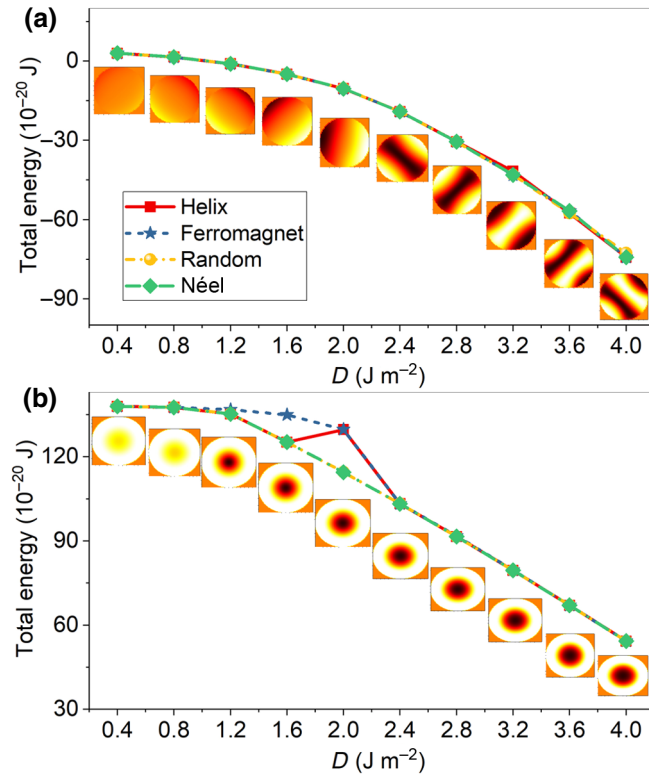 (a)
Total energy (10⁻²⁰ J)
0
−30
−60
−90
Helix
Ferromagnet
Random
Néel
0.4 0.8 1.2 1.6 2.0 2.4 2.8 3.2 3.6 4.0
D (J m⁻²)
(b)
Total energy (10⁻²⁰ J)
120
90
60
30
0.4 0.8 1.2 1.6 2.0 2.4 2.8 3.2 3.6 4.0
D (J m⁻²)